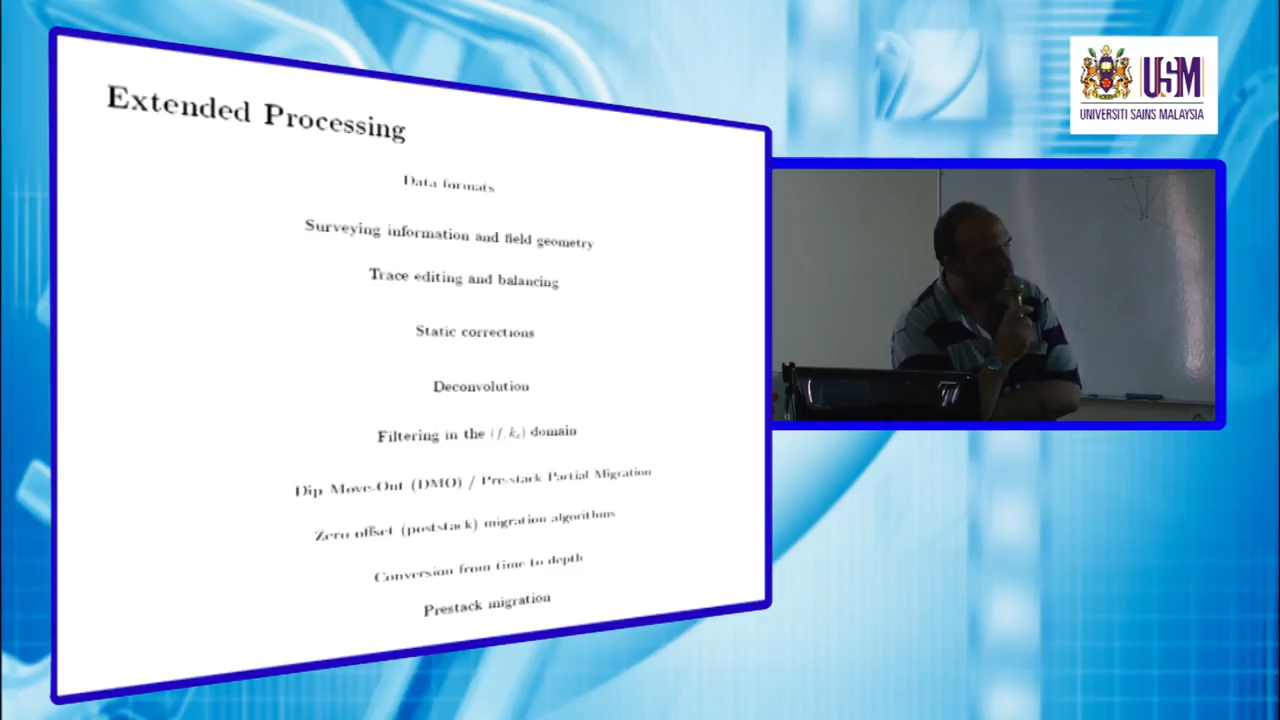 Extended Processing
Data formats
Surveying information and field geometry
Trace editing and balancing
Static corrections
Deconvolution
Filtering in the (f, kx) domain
Dip Move-Out (DMO) / Pre-stack Partial Migration
Zero offset (poststack) migration algorithms
Conversion from time to depth
Prestack migration
USM
UNIVERSITI SAINS MALAYSIA